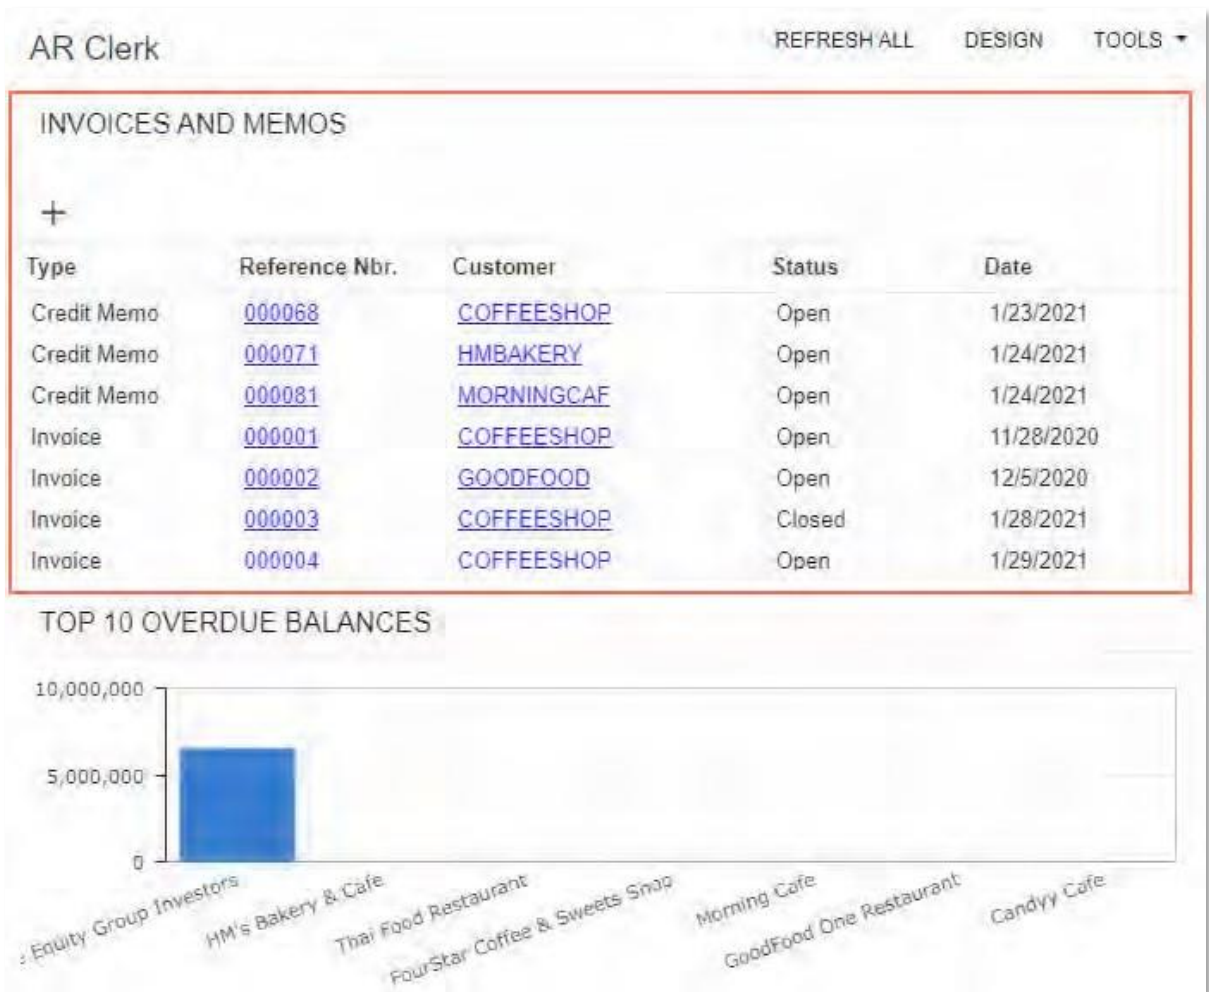 AR Clerk REFRESH ALL DESIGN TOOLS
INVOICES AND MEMOS
+
Type Reference Nbr. Customer Status Date
Credit Memo 000068 COFFEESHOP Open 1/23/2021
Credit Memo 000071 HMBAKERY Open 1/24/2021
Credit Memo 000081 MORNINGCAF Open 1/24/2021
Invoice 000001 COFFEESHOP Open 11/28/2020
Invoice 000002 GOODFOOD Open 12/5/2020
Invoice 000003 COFFEESHOP Closed 1/28/2021
Invoice 000004 COFFEESHOP Open 1/29/2021
TOP 10 OVERDUE BALANCES
10,000,000
5,000,000
0
Equity Group Investors
HM's Bakery & Cafe
Thai Food Restaurant
FourStar Coffee & Sweets Shop
Morning Cafe
GoodFood One Restaurant
Candyy Cafe